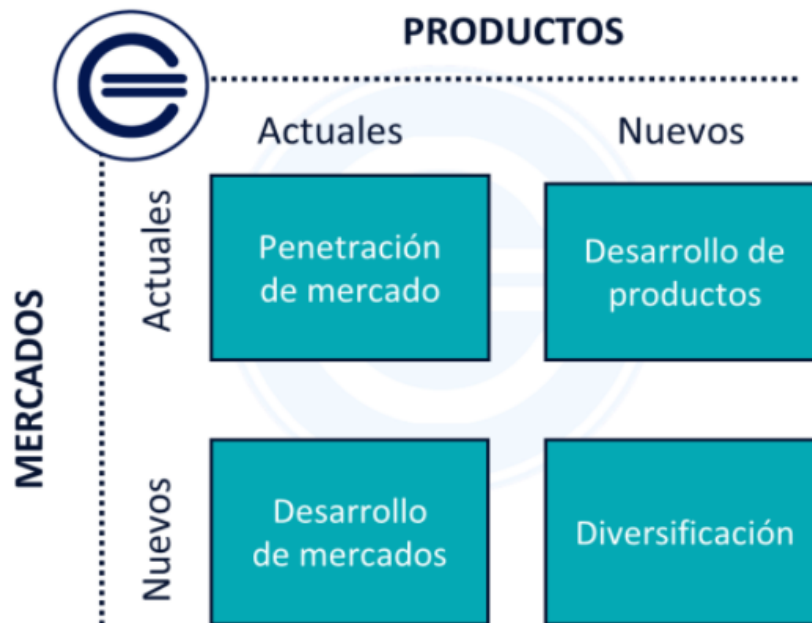 PRODUCTOS
Actuales
Nuevos
MERCADOS
Actuales
Penetración
de mercado
Desarrollo de
productos
Nuevos
Desarrollo
de mercados
Diversificación